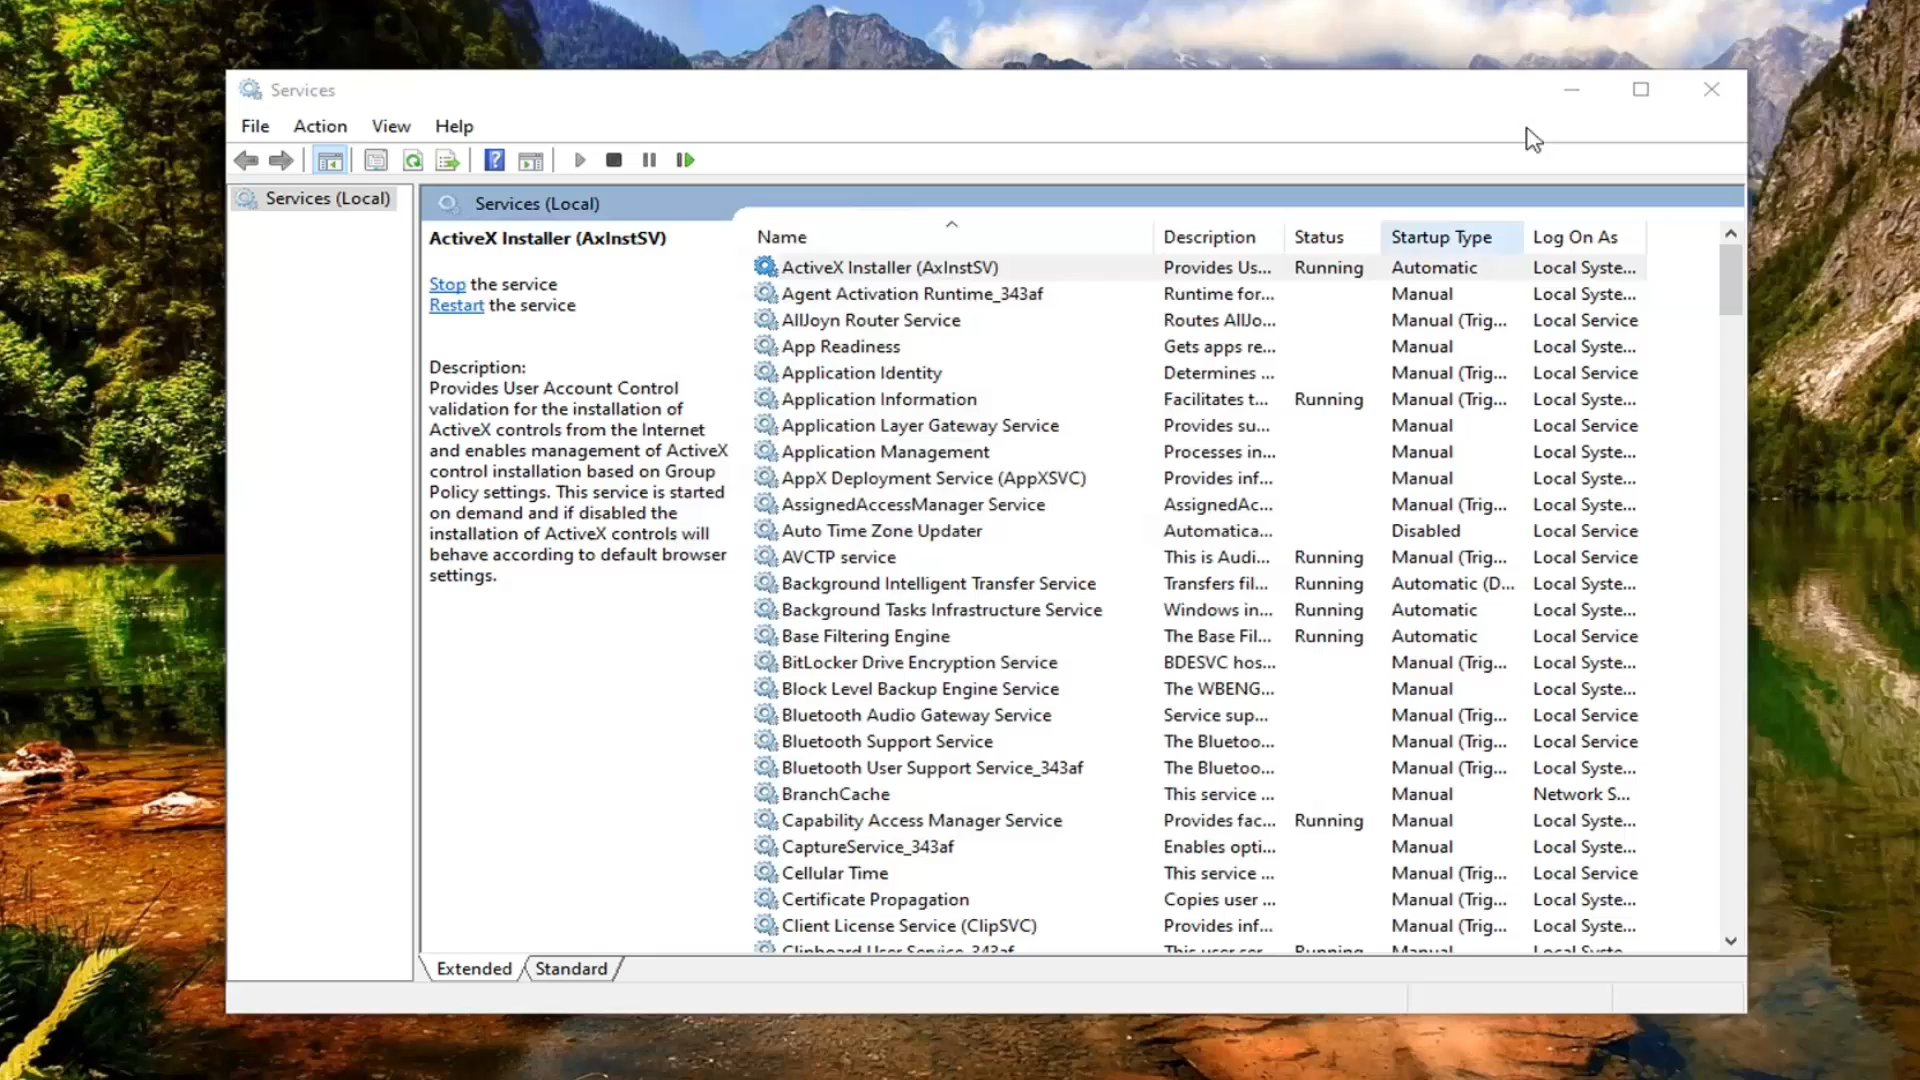 Services
File Action View Help
Services (Local)
Services (Local)
ActiveX Installer (AxInstSV)
Stop the service
Restart the service
Description:
Provides User Account Control
validation for the installation of
ActiveX controls from the Internet
and enables management of ActiveX
control installation based on Group
Policy settings. This service is started
on demand and if disabled the
installation of ActiveX controls will
behave according to default browser
settings.
Name Description Status Startup Type Log On As
ActiveX Installer (AxInstSV) Provides Us... Running Automatic Local Syste...
Agent Activation Runtime_343af Runtime for... Manual Local Syste...
AllJoyn Router Service Routes AllJo... Manual (Trig... Local Service
App Readiness Gets apps re... Manual Local Syste...
Application Identity Determines ... Manual (Trig... Local Service
Application Information Facilitates t... Running Manual (Trig... Local Syste...
Application Layer Gateway Service Provides su... Manual Local Service
Application Management Processes in... Manual Local Syste...
AppX Deployment Service (AppXSVC) Provides inf... Manual Local Syste...
AssignedAccessManager Service AssignedAc... Manual (Trig... Local Syste...
Auto Time Zone Updater Automatica... Disabled Local Service
AVCTP service This is Audi... Running Manual (Trig... Local Service
Background Intelligent Transfer Service Transfers fil... Running Automatic (D... Local Syste...
Background Tasks Infrastructure Service Windows in... Running Automatic Local Syste...
Base Filtering Engine The Base Fil... Running Automatic Local Service
BitLocker Drive Encryption Service BDESVC hos... Manual (Trig... Local Syste...
Block Level Backup Engine Service The WBENG... Manual Local Syste...
Bluetooth Audio Gateway Service Service sup... Manual (Trig... Local Service
Bluetooth Support Service The Bluetoo... Manual (Trig... Local Service
Bluetooth User Support Service_343af The Bluetoo... Manual (Trig... Local Syste...
BranchCache This service ... Manual Network S...
Capability Access Manager Service Provides fac... Running Manual Local Syste...
CaptureService_343af Enables opti... Manual Local Syste...
Cellular Time This service ... Manual (Trig... Local Service
Certificate Propagation Copies user ... Manual (Trig... Local Syste...
Client License Service (ClipSVC) Provides inf... Manual (Trig... Local Syste...
Clipboard User Service_343af This user ser... Running Manual Local Syste...
Extended Standard